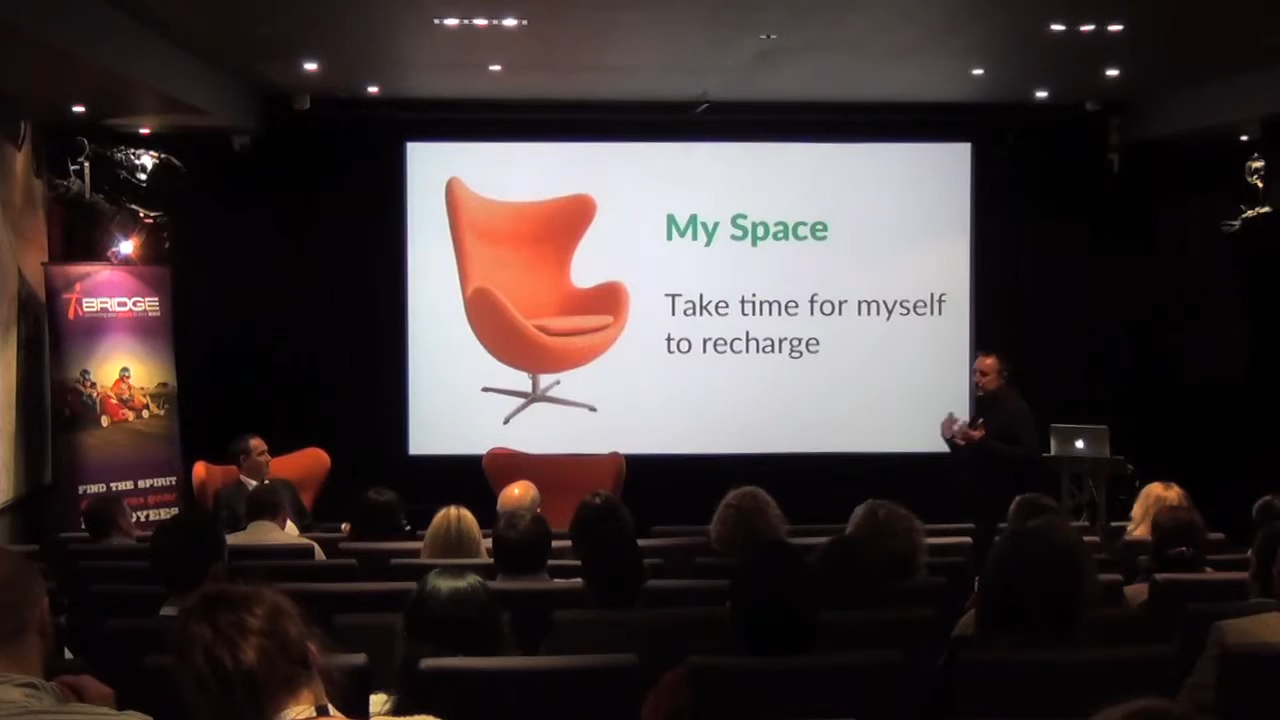 My Space
Take time for myself
to recharge
BRIDGE
FIND THE SPIRIT